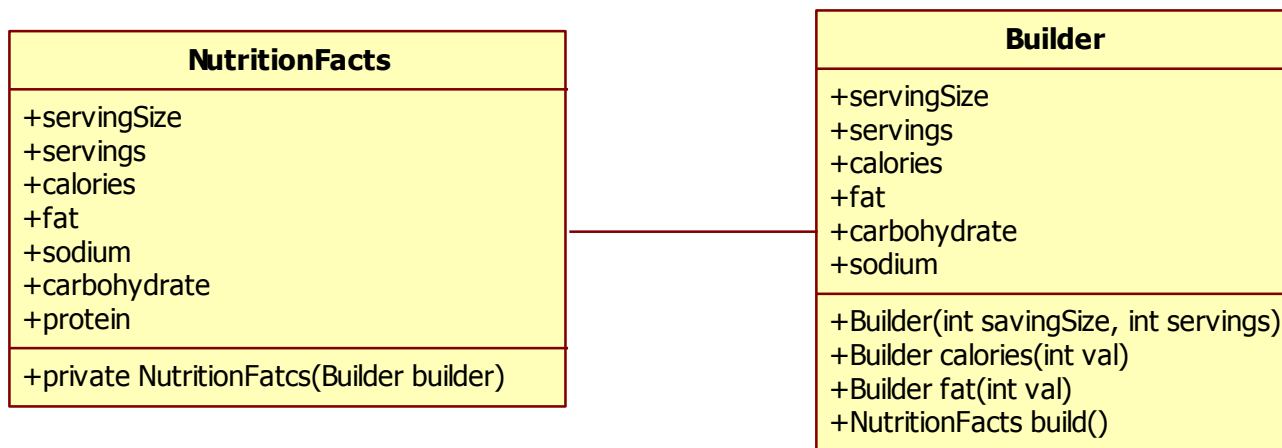 NutritionFacts
+servingSize
+servings
+calories
+fat
+sodium
+carbohydrate
+protein
+private NutritionFatcs(Builder builder)
Builder
+servingSize
+servings
+calories
+fat
+carbohydrate
+sodium
+Builder(int savingSize, int servings)
+Builder calories(int val)
+Builder fat(int val)
+NutritionFacts build()